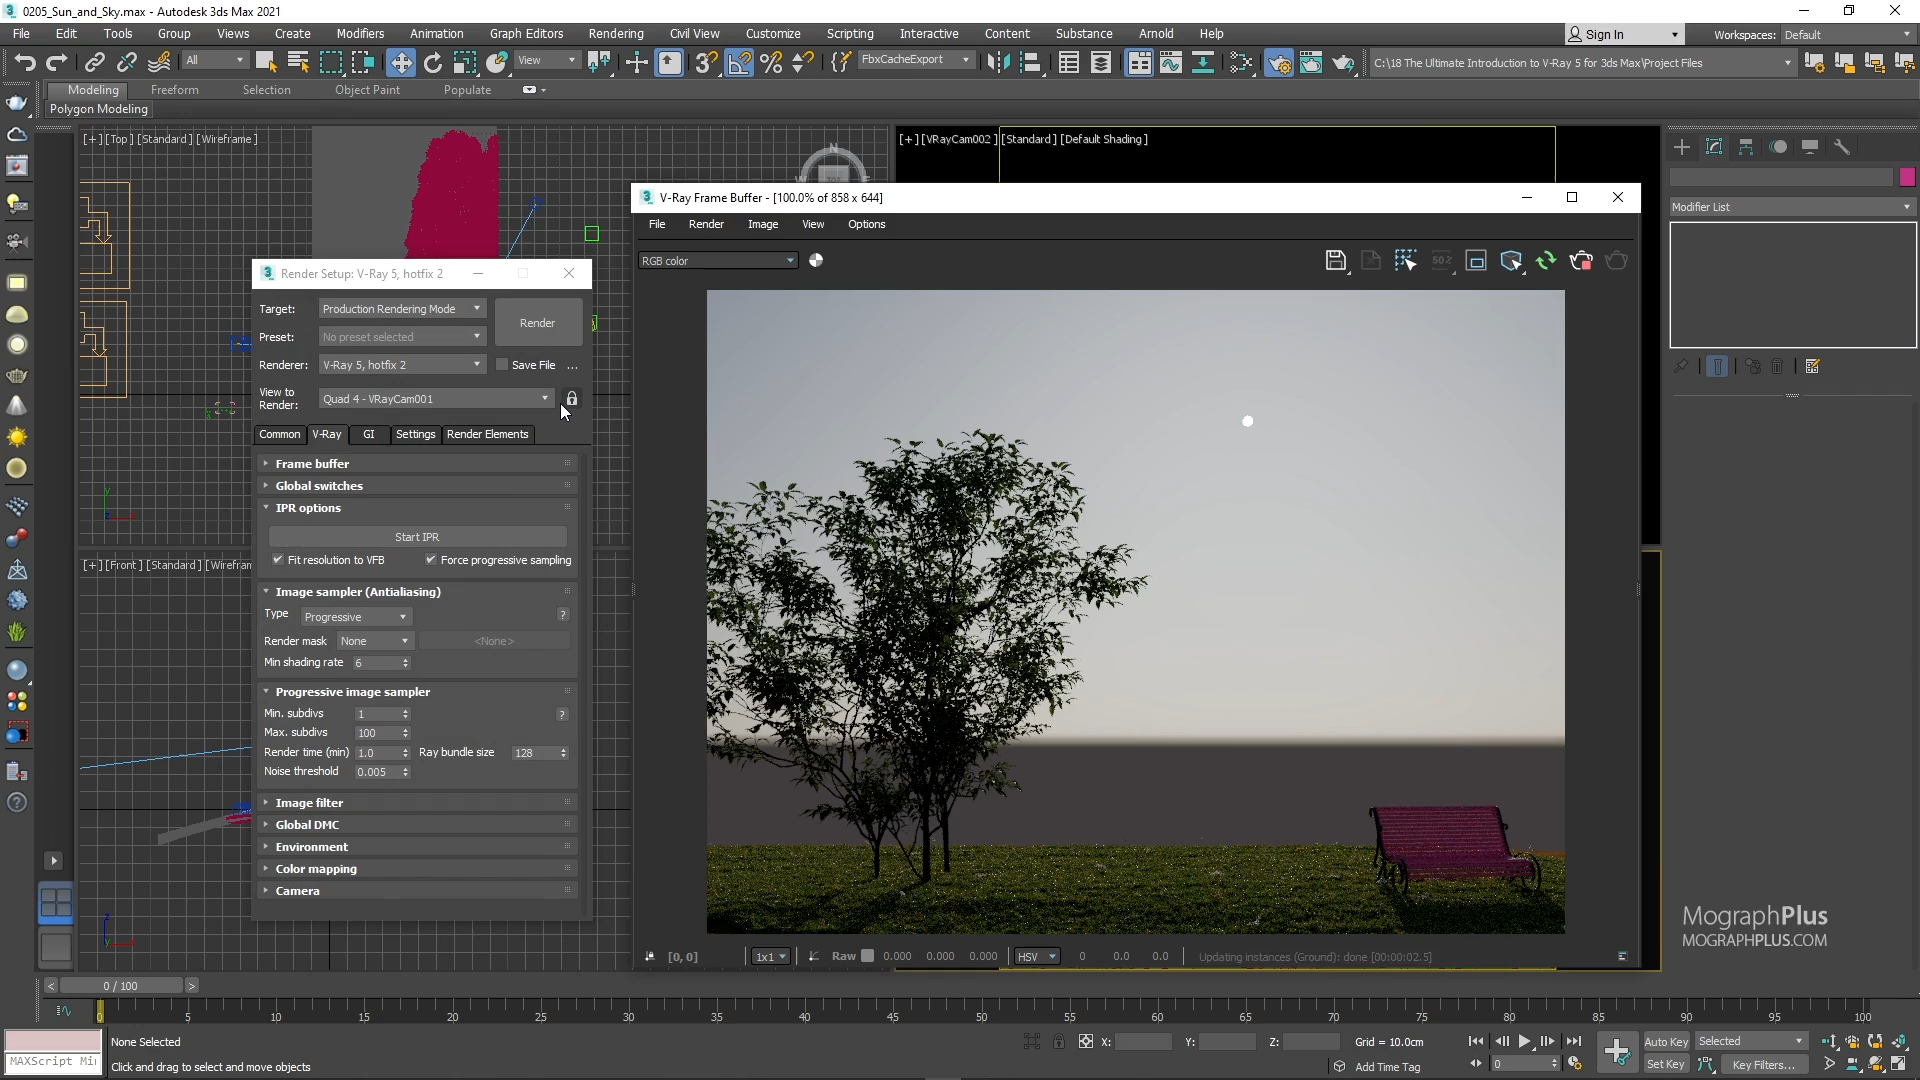 0205_Sun_and_Sky.max - Autodesk 3ds Max 2021
File Edit Tools Group Views Create Modifiers Animation Graph Editors Rendering Civil View Customize Scripting Interactive Content Substance Arnold Help
Sign In
Workspaces: Default
All
View
FbxCacheExport
C:\18 The Ultimate Introduction to V-Ray 5 for 3ds Max\Project Files
Modeling Freeform Selection Object Paint Populate
Polygon Modeling
[+] [Top] [Standard] [Wireframe]
[+] [VRayCam002] [Standard] [Default Shading]
V-Ray Frame Buffer - [100.0% of 858 x 644]
File Render Image View Options
RGB color
50%
Modifier List
Render Setup: V-Ray 5, hotfix 2
Target: Production Rendering Mode
Render
Preset: No preset selected
Renderer: V-Ray 5, hotfix 2
Save File ...
View to Render: Quad 4 - VRayCam001
Common V-Ray GI Settings Render Elements
Frame buffer
Global switches
IPR options
Start IPR
Fit resolution to VFB
Force progressive sampling
Image sampler (Antialiasing)
Type Progressive ?
Render mask None <None>
Min shading rate 6
Progressive image sampler
Min. subdivs 1 ?
Max. subdivs 100
Render time (min) 1.0 Ray bundle size 128
Noise threshold 0.005
Image filter
Global DMC
Environment
Color mapping
Camera
[+] [Front] [Standard] [Wirefram
[0, 0] 1x1 Raw 0.000 0.000 0.000 HSV 0 0.0 0.0 Updating instances (Ground): done [00:00:02.5]
MographPlus
MOGRAPHPLUS.COM
< 0 / 100 >
0 5 10 15 20 25 30 35 40 45 50 55 60 65 70 75 80 85 90 95 100
None Selected
MAXScript Mi
Click and drag to select and move objects
X: Y: Z: Grid = 10.0cm
Add Time Tag
0
Auto Key Selected
Set Key Key Filters...